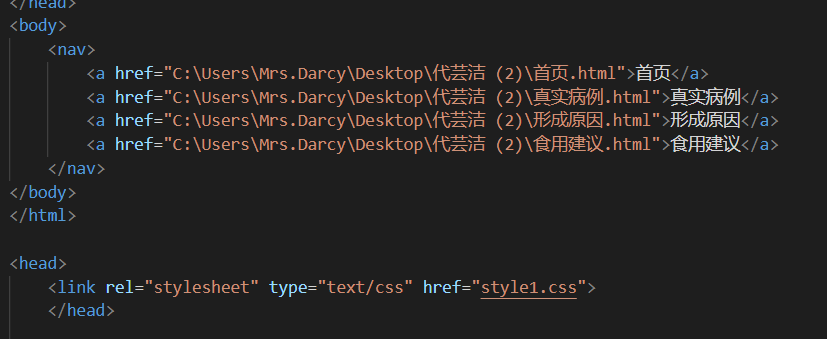 </head>
<body>
<nav>
<a href="C:\Users\Mrs.Darcy\Desktop\代芸洁 (2)\首页.html">首页</a>
<a href="C:\Users\Mrs.Darcy\Desktop\代芸洁 (2)\真实病例.html">真实病例</a>
<a href="C:\Users\Mrs.Darcy\Desktop\代芸洁 (2)\形成原因.html">形成原因</a>
<a href="C:\Users\Mrs.Darcy\Desktop\代芸洁 (2)\食用建议.html">食用建议</a>
</nav>
</body>
</html>
<head>
<link rel="stylesheet" type="text/css" href="style1.css">
</head>